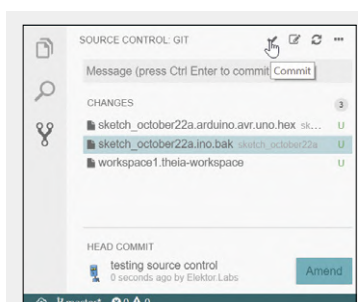 SOURCE CONTROL: GIT
Message (press Ctrl Enter to commit
Commit
CHANGES
3
sketch_october22a.arduino.avr.uno.hex sk... U
sketch_october22a.ino.bak sketch_october22a U
workspace1.theia-workspace U
HEAD COMMIT
testing source control
0 seconds ago by Elektor.Labs
Amend